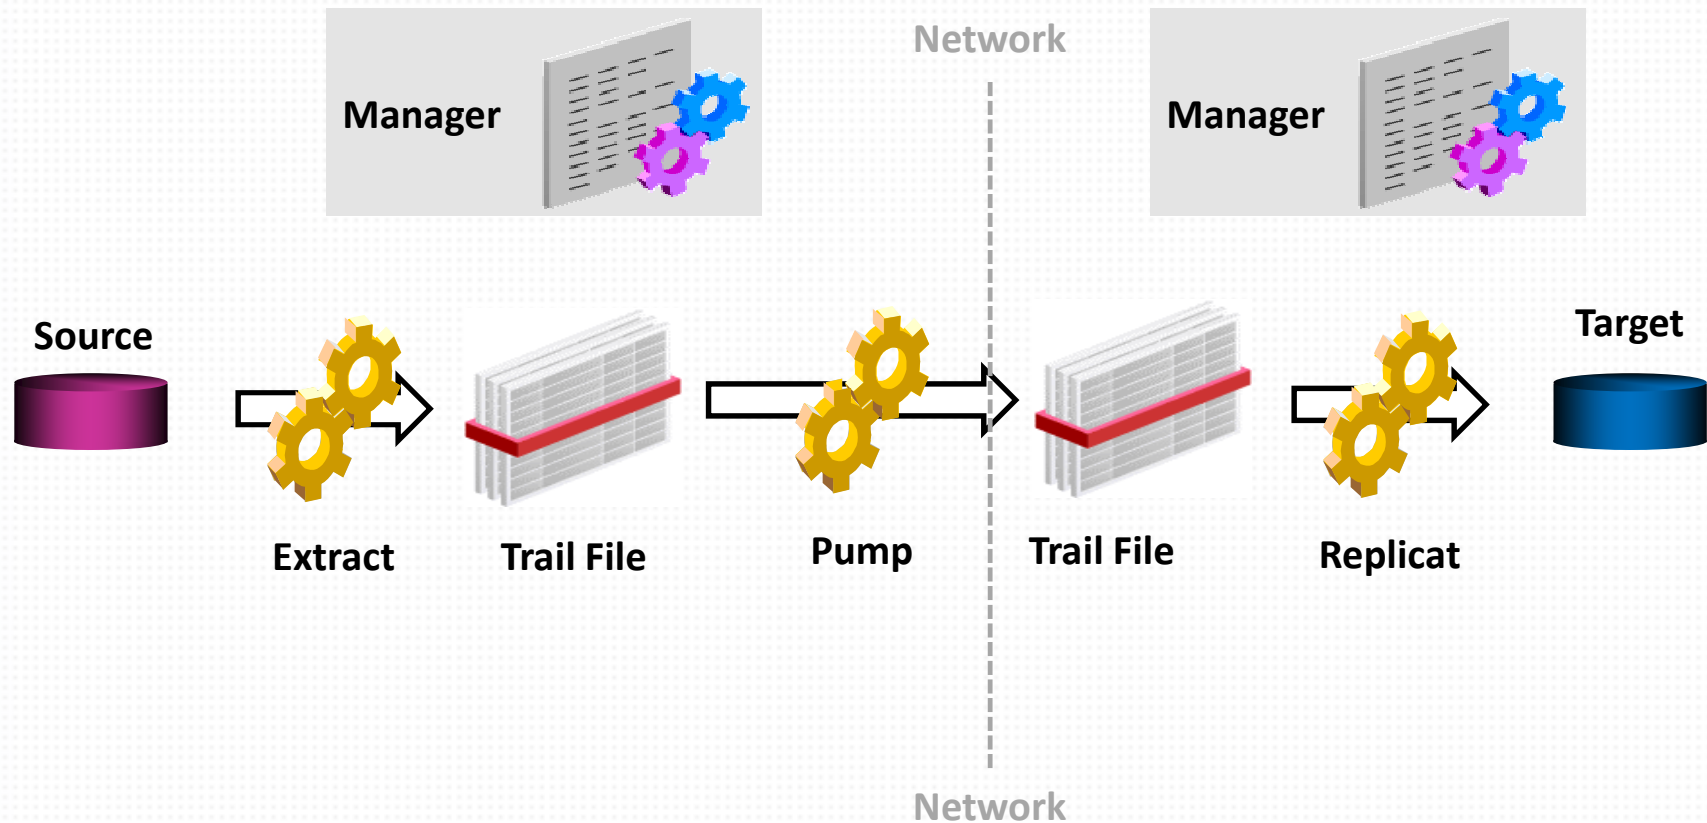 Network
Manager
Manager
Source
Target
Extract
Trail File
Pump
Trail File
Replicat
Network